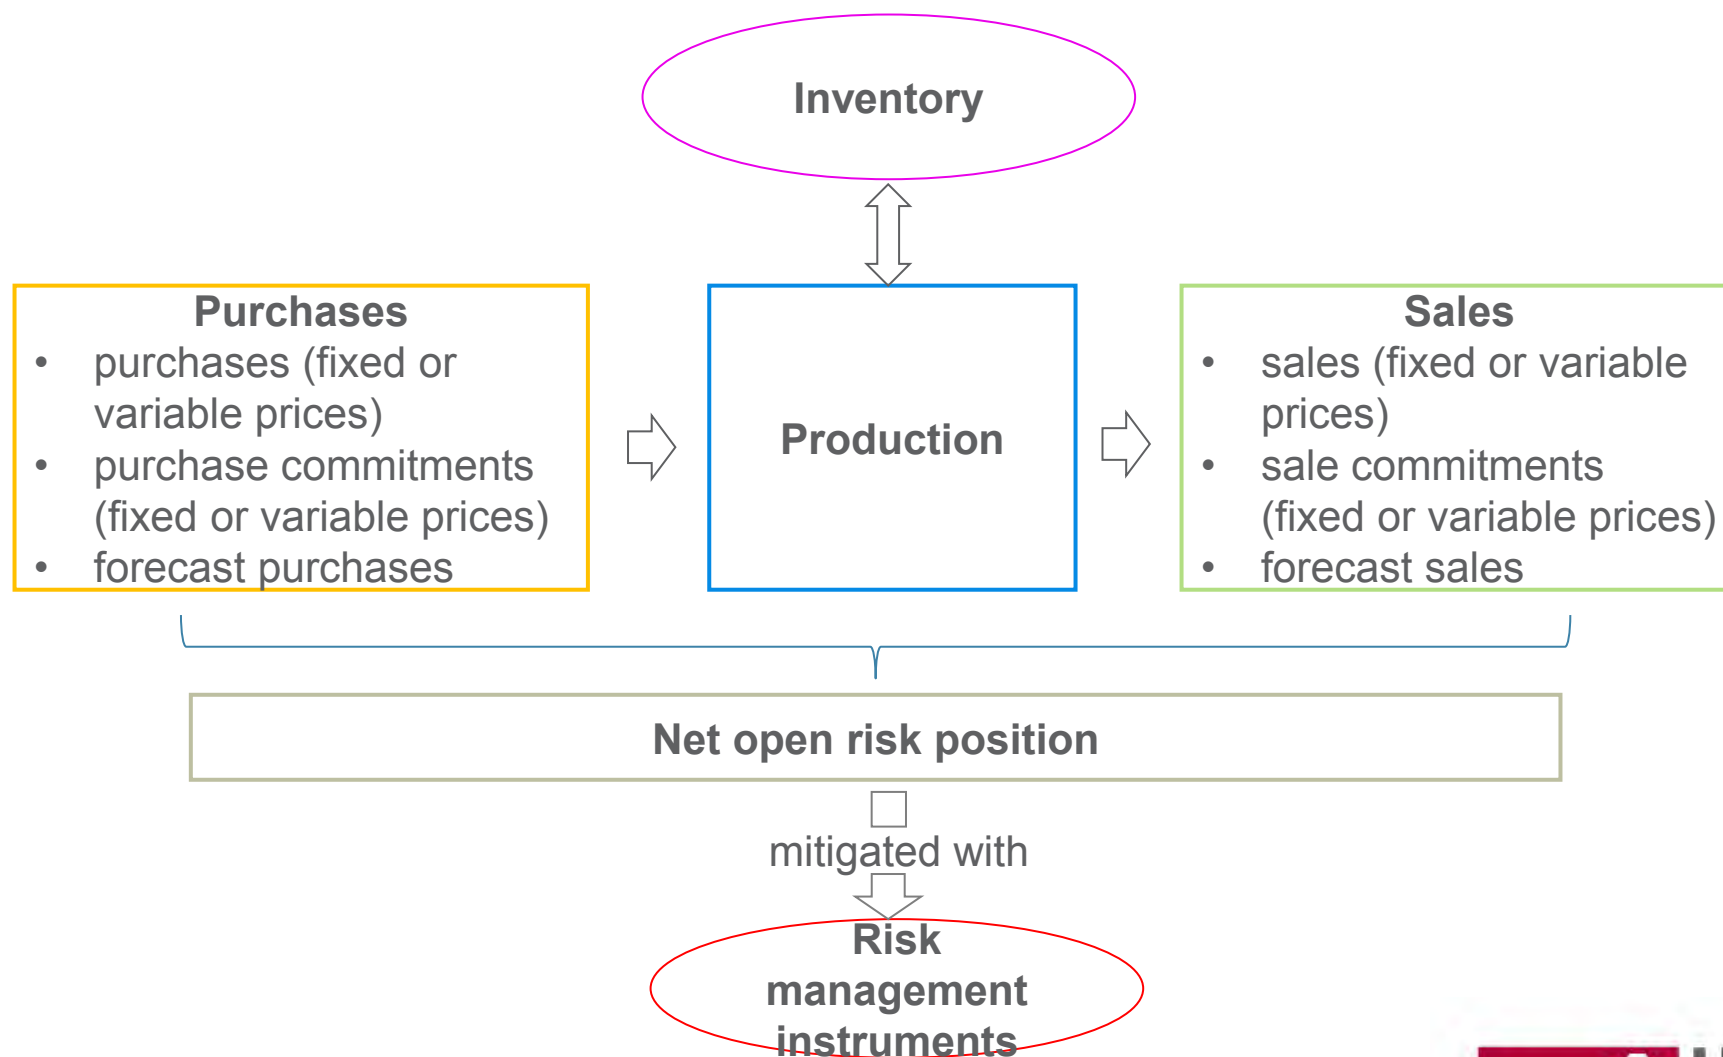 Inventory
Purchases
• purchases (fixed or
variable prices)
• purchase commitments
(fixed or variable prices)
• forecast purchases
Production
Sales
• sales (fixed or variable
prices)
• sale commitments
(fixed or variable prices)
• forecast sales
Net open risk position
mitigated with
Risk
management
instruments